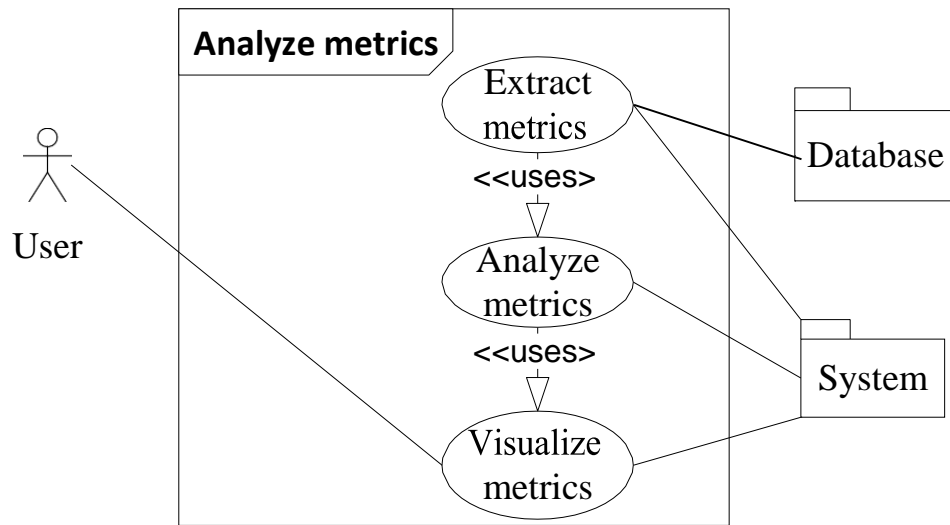 Analyze metrics
Extract
metrics
Database
<<uses>
User
Analyze
metrics
<<uses>
System
Visualize
metrics